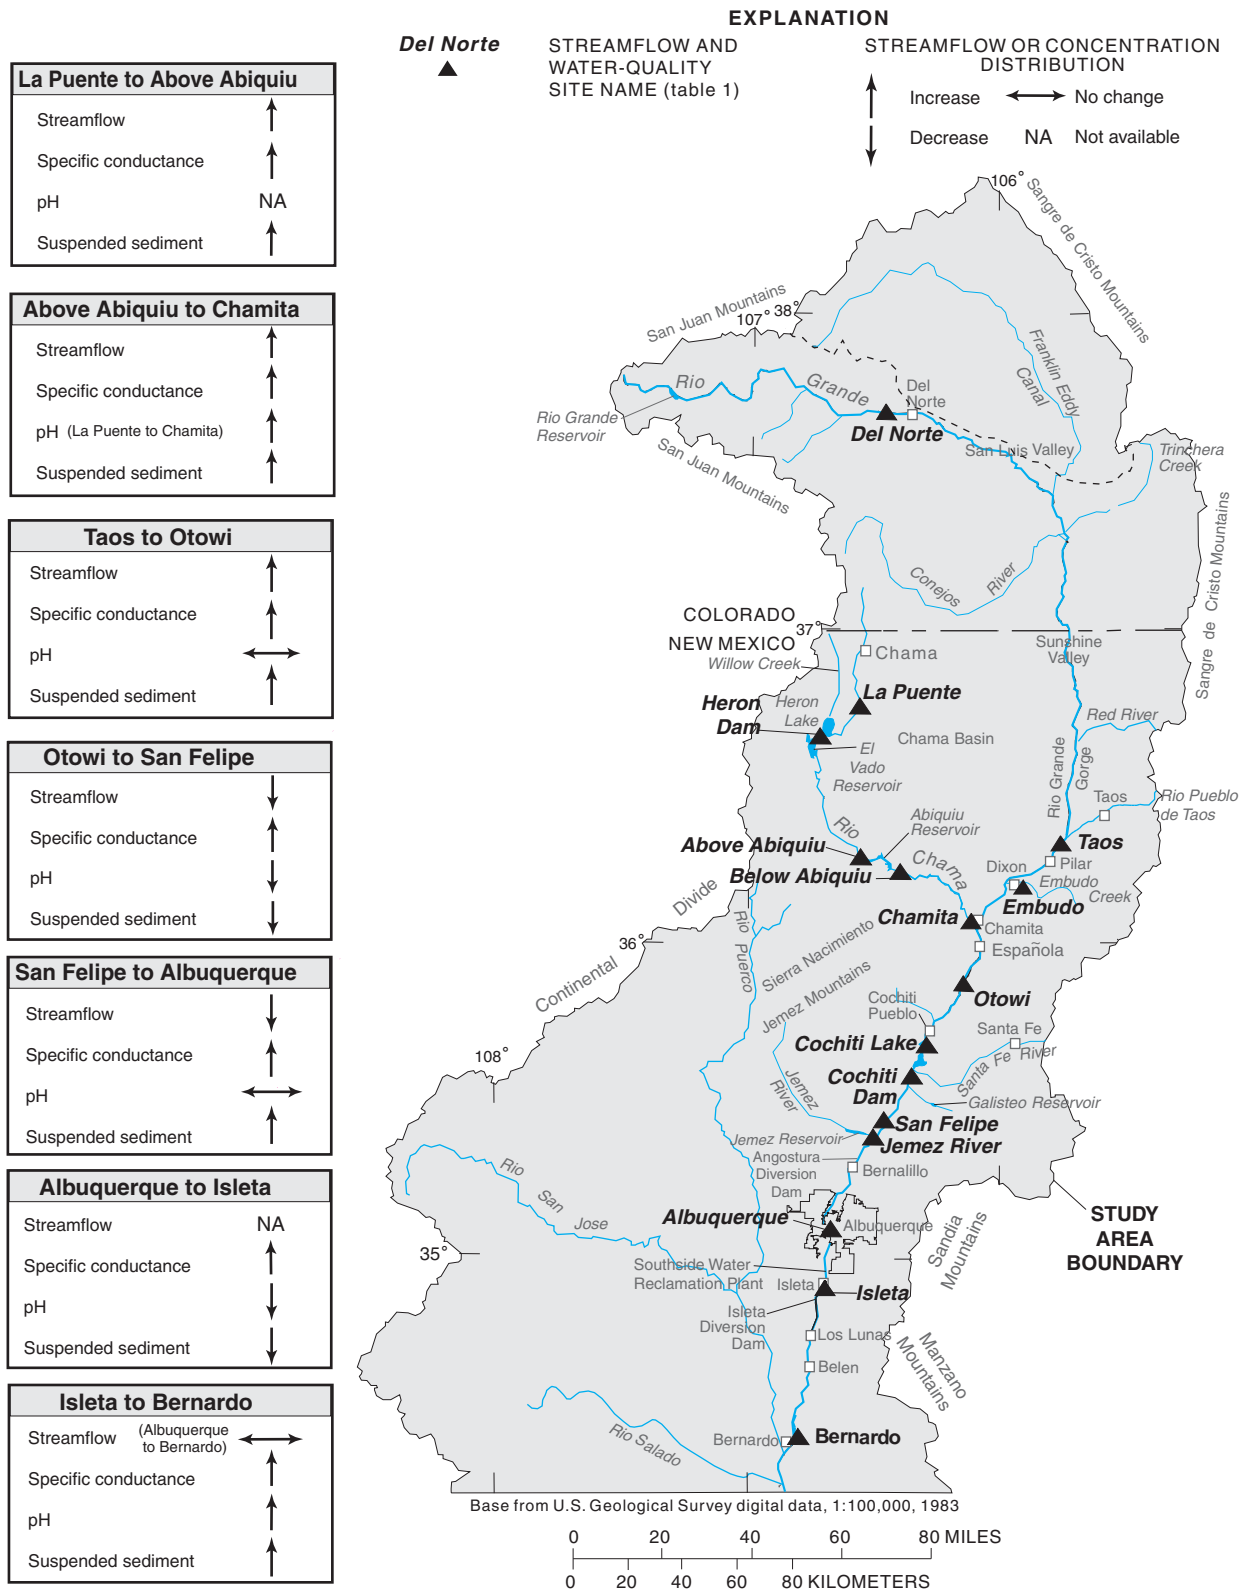 EXPLANATION
Del Norte
STREAMFLOW AND
WATER-QUALITY
SITE NAME (table 1)
STREAMFLOW OR CONCENTRATION
DISTRIBUTION
Increase
No change
Decrease
NA
Not available
La Puente to Above Abiquiu
Streamflow
Specific conductance
pH NA
Suspended sediment
Above Abiquiu to Chamita
Streamflow
Specific conductance
pH (La Puente to Chamita)
Suspended sediment
Taos to Otowi
Streamflow
Specific conductance
pH
Suspended sediment
Otowi to San Felipe
Streamflow
Specific conductance
pH
Suspended sediment
San Felipe to Albuquerque
Streamflow
Specific conductance
pH
Suspended sediment
Albuquerque to Isleta
Streamflow NA
Specific conductance
pH
Suspended sediment
Isleta to Bernardo
Streamflow (Albuquerque
to Bernardo)
Specific conductance
pH
Suspended sediment
106°
Sangre de Cristo Mountains
San Juan Mountains
107°
38°
Franklin Eddy
Canal
Rio
Grande
Del
Norte
Rio Grande
Reservoir
Del Norte
San Juan Mountains
San Luis Valley
Trinchera
Creek
Sangre de Cristo Mountains
Conejos
River
COLORADO
37°
NEW MEXICO
Sunshine
Valley
Willow Creek
Chama
La Puente
Heron
Dam
Heron
Lake
Red River
Chama Basin
El
Vado
Reservoir
Rio Grande
Gorge
Taos
Rio Pueblo
de Taos
Abiquiu
Reservoir
Rio
Chama
Above Abiquiu
Below Abiquiu
Taos
Pilar
Dixon
Embudo
Creek
Embudo
Continental
Divide
Rio Puerco
Chamita
Chamita
Española
36°
Sierra Nacimiento
Jemez Mountains
Otowi
Cochiti
Pueblo
Santa Fe
Cochiti Lake
108°
Santa Fe River
Cochiti
Dam
Jemez
River
Galisteo Reservoir
San Felipe
Jemez Reservoir
Jemez River
Angostura
Diversion
Dam
Bernalillo
Rio
San
Jose
Albuquerque
Albuquerque
Sandia
Mountains
STUDY
AREA
BOUNDARY
35°
Southside Water
Reclamation Plant
Isleta
Isleta
Isleta
Diversion
Dam
Los Lunas
Manzano
Mountains
Belen
Rio Salado
Bernardo
Bernardo
Base from U.S. Geological Survey digital data, 1:100,000, 1983
0 20 40 60 80 MILES
0 20 40 60 80 KILOMETERS